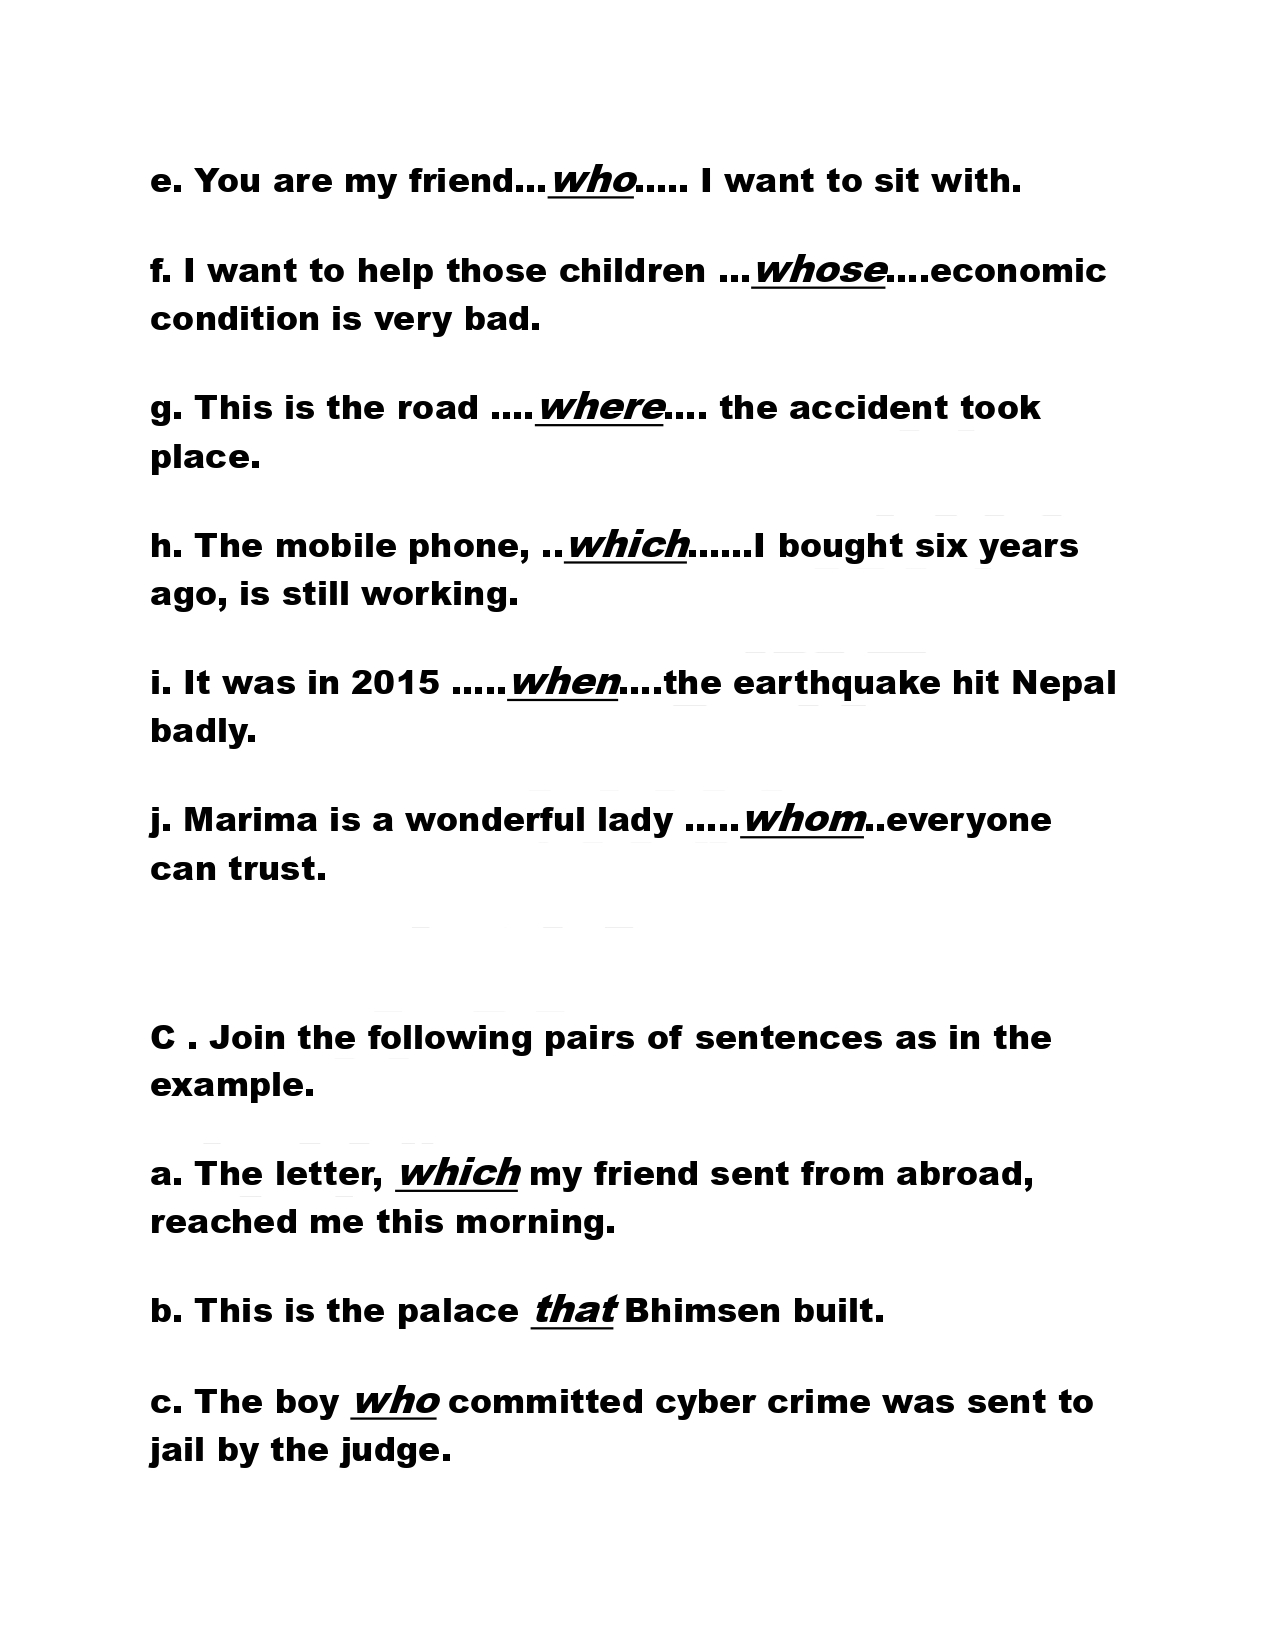 e. You are my friend...who..... I want to sit with.
f. I want to help those children ...whose....economic
condition is very bad.
g. This is the road ....where.... the accident took
place.
h. The mobile phone, ..which......I bought six years
ago, is still working.
i. It was in 2015 .....when....the earthquake hit Nepal
badly.
j. Marima is a wonderful lady .....whom..everyone
can trust.
C . Join the following pairs of sentences as in the
example.
a. The letter, which my friend sent from abroad,
reached me this morning.
b. This is the palace that Bhimsen built.
c. The boy who committed cyber crime was sent to
jail by the judge.